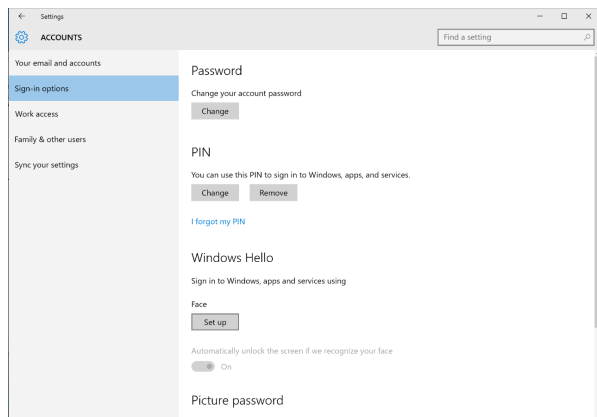 Settings
ACCOUNTS
Find a setting
Your email and accounts
Sign-in options
Work access
Family & other users
Sync your settings
Password
Change your account password
Change
PIN
You can use this PIN to sign in to Windows, apps, and services.
Change Remove
I forgot my PIN
Windows Hello
Sign in to Windows, apps and services using
Face
Set up
Automatically unlock the screen if we recognize your face
On
Picture password